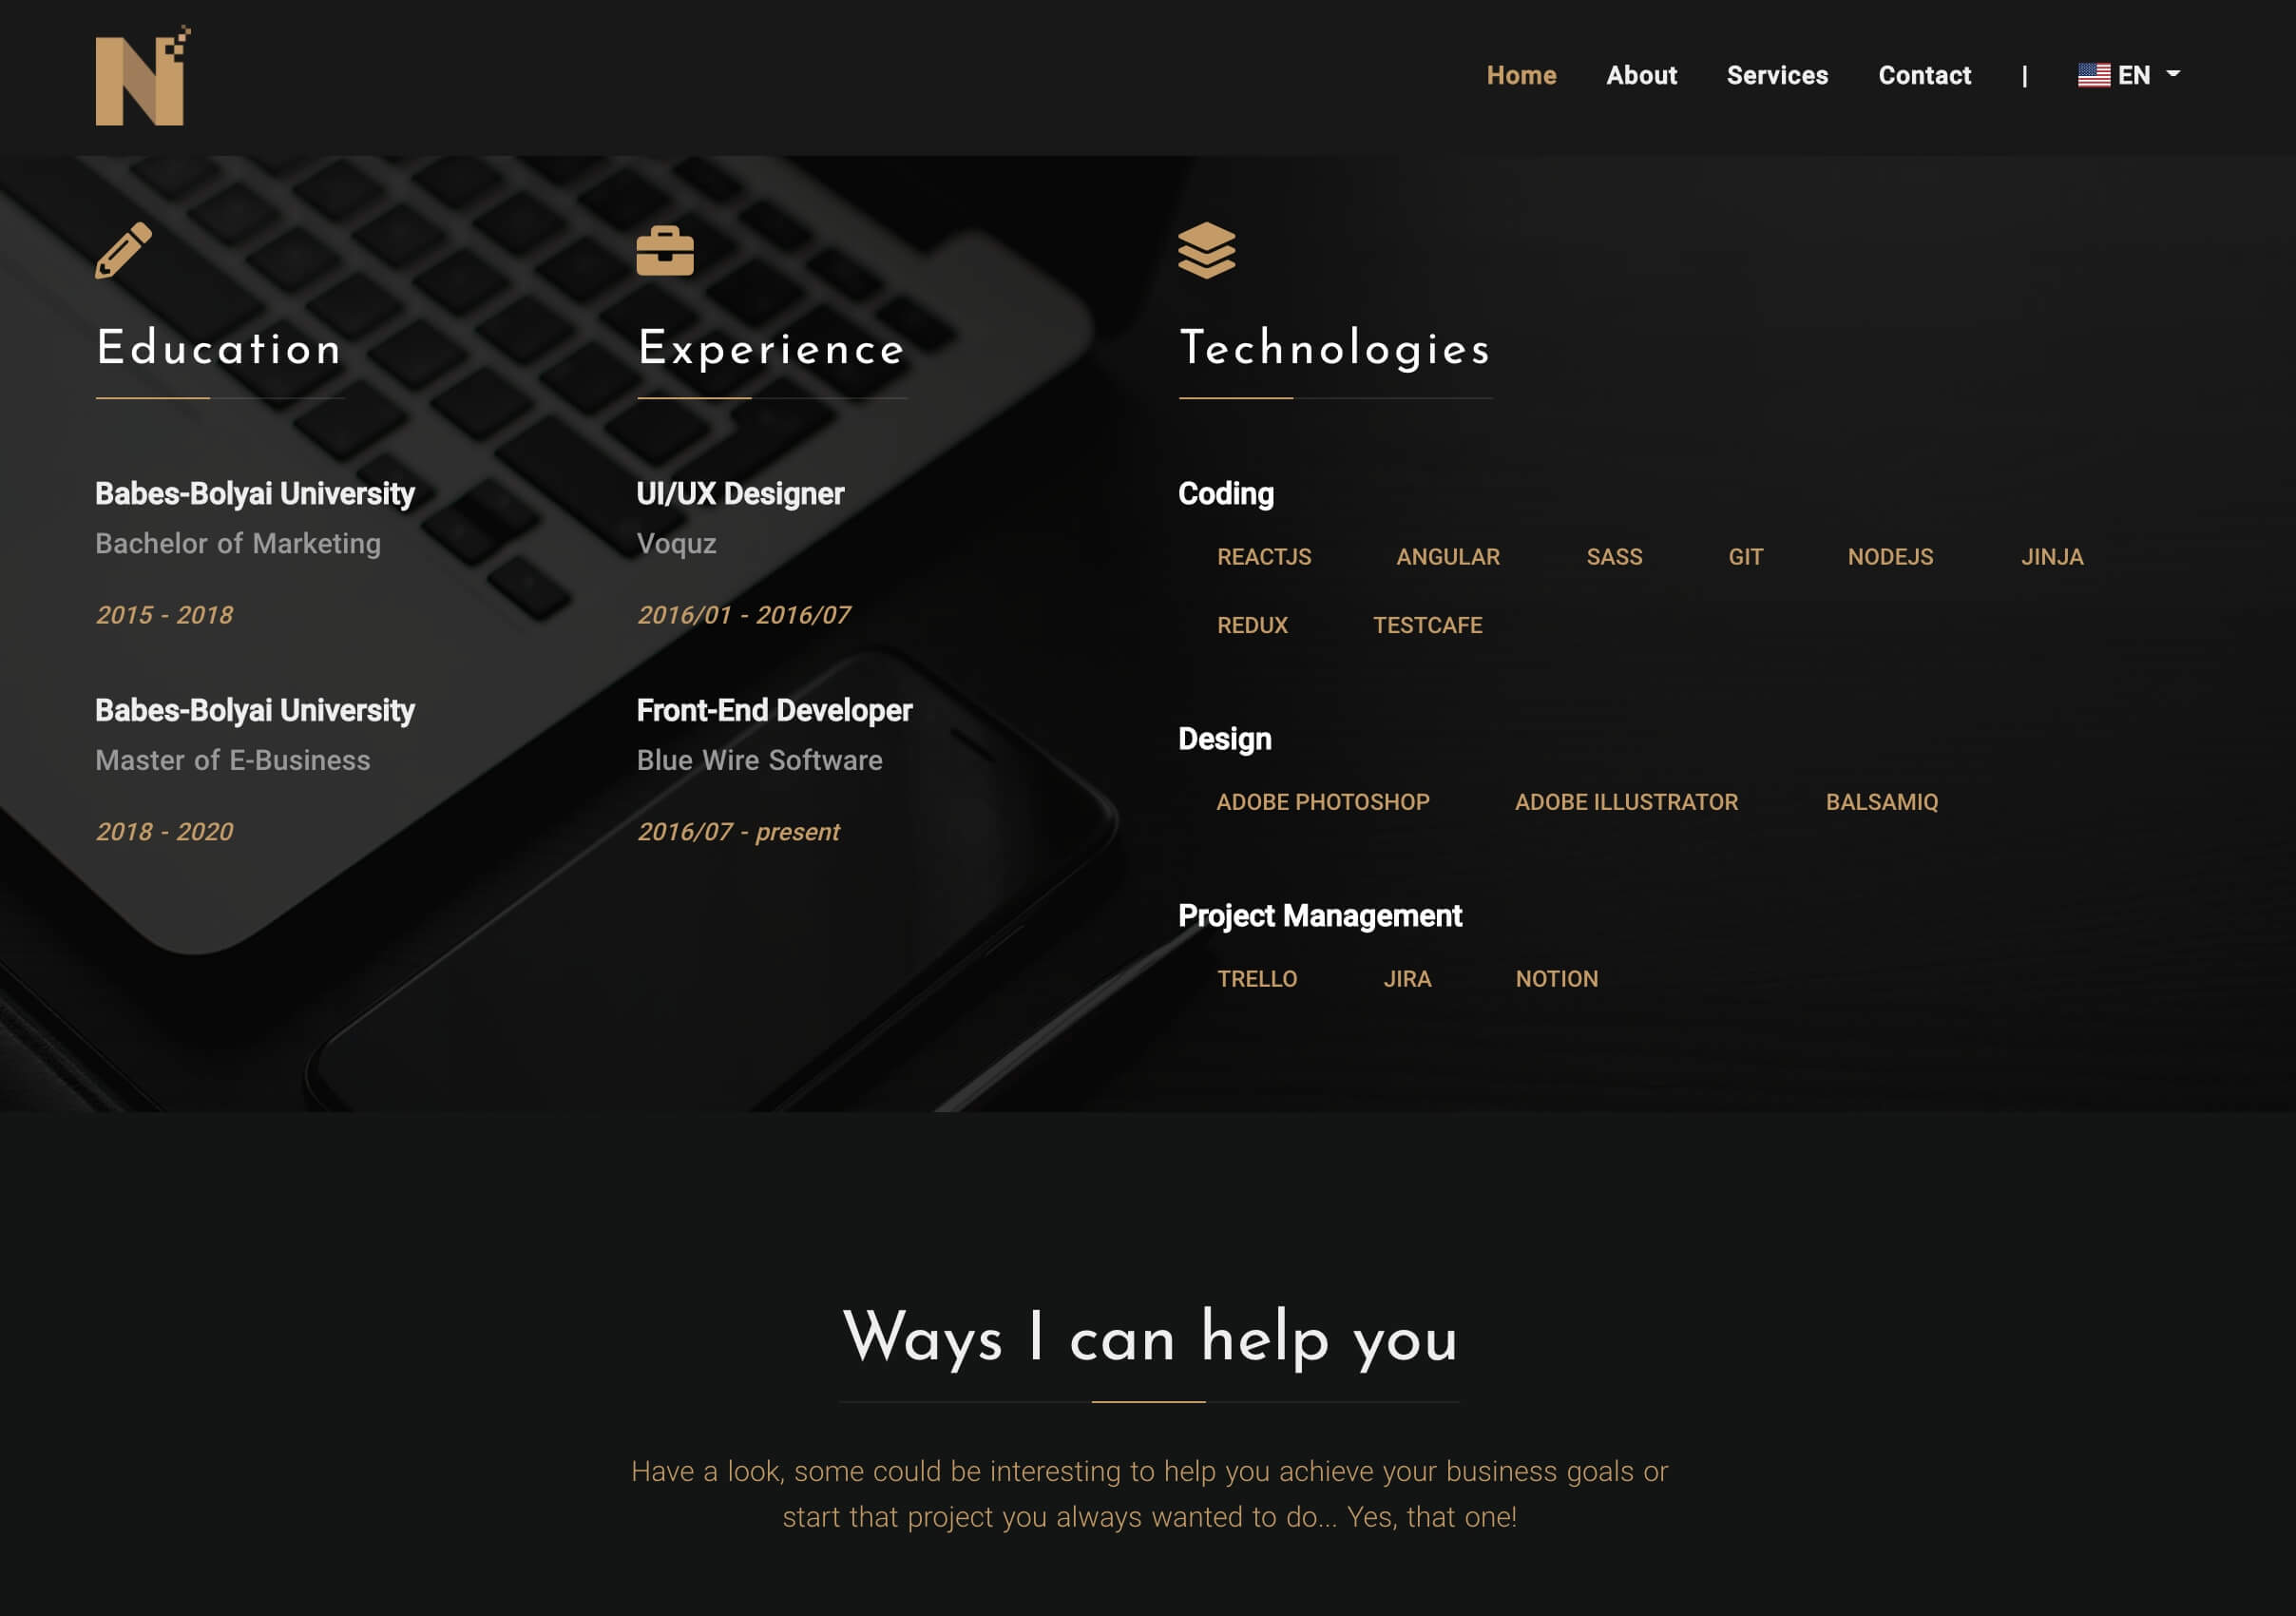 N
Home About Services Contact | EN
Education
Babes-Bolyai University
Bachelor of Marketing
2015 - 2018
Babes-Bolyai University
Master of E-Business
2018 - 2020
Experience
UI/UX Designer
Voquz
2016/01 - 2016/07
Front-End Developer
Blue Wire Software
2016/07 - present
Technologies
Coding
REACTJS ANGULAR SASS GIT NODEJS JINJA
REDUX TESTCAFE
Design
ADOBE PHOTOSHOP ADOBE ILLUSTRATOR BALSAMIQ
Project Management
TRELLO JIRA NOTION
Ways I can help you
Have a look, some could be interesting to help you achieve your business goals or
start that project you always wanted to do... Yes, that one!